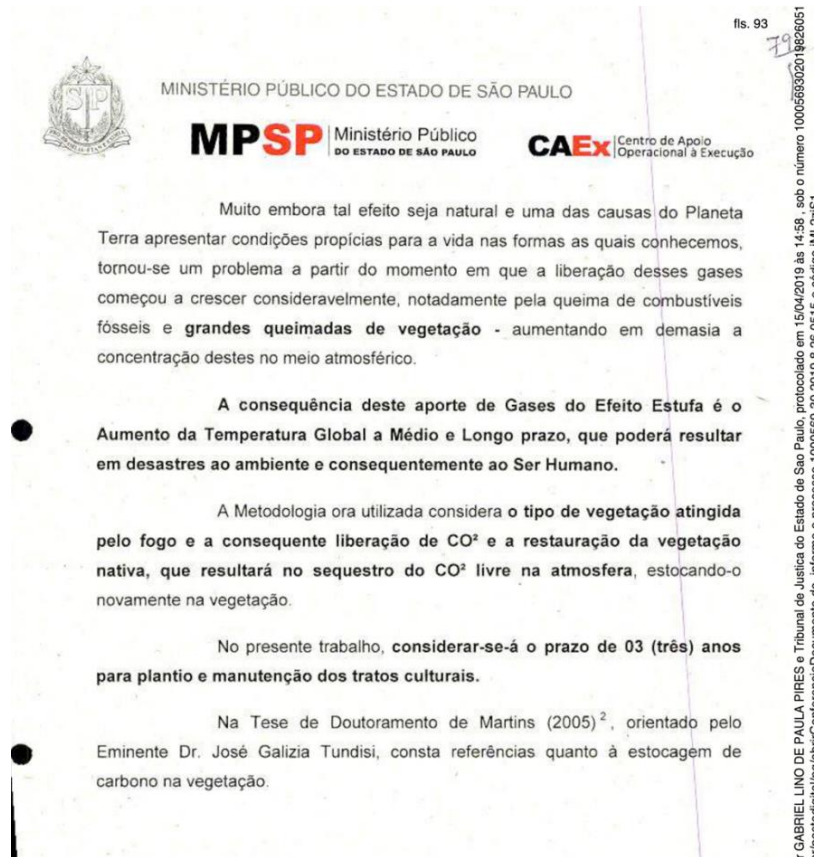 fls. 93
79
MINISTÉRIO PÚBLICO DO ESTADO DE SÃO PAULO
MPSP Ministério Público
DO ESTADO DE SÃO PAULO
CAEx Centro de Apoio
Operacional à Execução
Muito embora tal efeito seja natural e uma das causas do Planeta
Terra apresentar condições propícias para a vida nas formas as quais conhecemos,
tornou-se um problema a partir do momento em que a liberação desses gases
começou a crescer consideravelmente, notadamente pela queima de combustíveis
fósseis e grandes queimadas de vegetação - aumentando em demasia a
concentração destes no meio atmosférico.
A consequência deste aporte de Gases do Efeito Estufa é o
Aumento da Temperatura Global a Médio e Longo prazo, que poderá resultar
em desastres ao ambiente e consequentemente ao Ser Humano.
A Metodologia ora utilizada considera o tipo de vegetação atingida
pelo fogo e a consequente liberação de CO² e a restauração da vegetação
nativa, que resultará no sequestro do CO² livre na atmosfera, estocando-o
novamente na vegetação.
No presente trabalho, considerar-se-á o prazo de 03 (três) anos
para plantio e manutenção dos tratos culturais.
Na Tese de Doutoramento de Martins (2005) ², orientado pelo
Eminente Dr. José Galizia Tundisi, consta referências quanto à estocagem de
carbono na vegetação.
GABRIEL LINO DE PAULA PIRES e Tribunal de Justica do Estado de Sao Paulo, protocolado em 15/04/2019 às 14:58 , sob o número 10005693020198260515